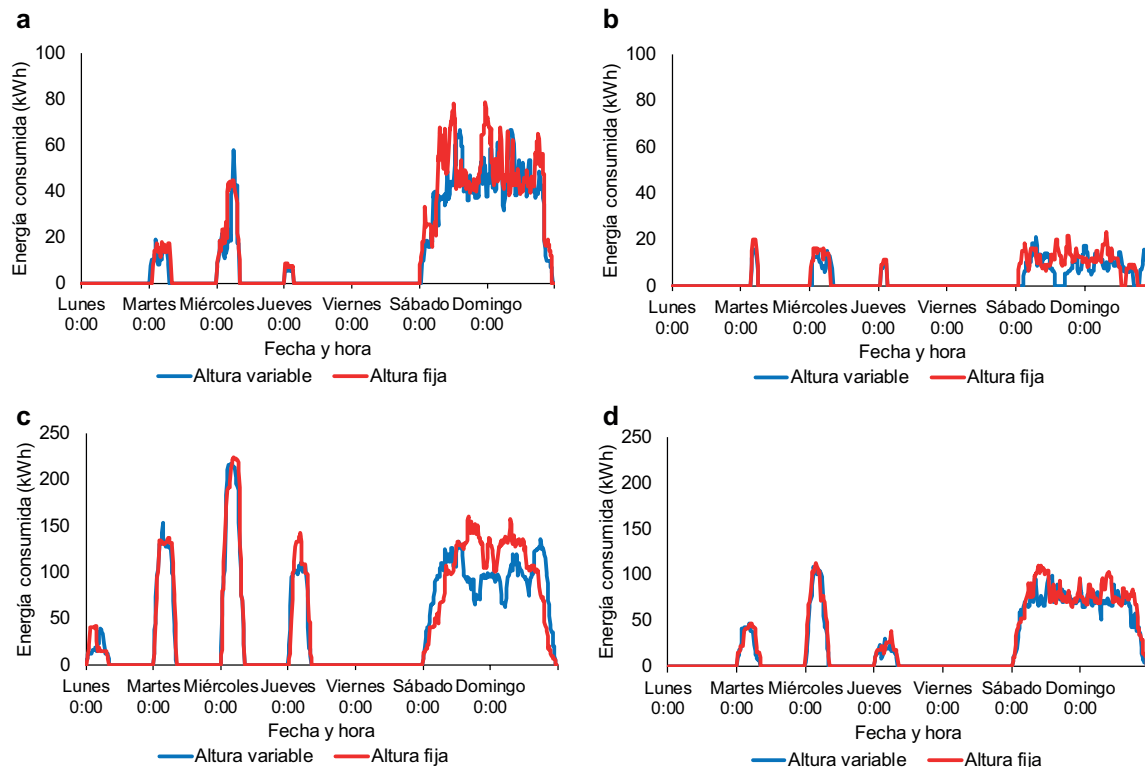 a
Energía consumida (kWh)
100
80
60
40
20
0
Lunes Martes Miércoles Jueves Viernes Sábado Domingo
0:00 0:00 0:00 0:00 0:00 0:00 0:00
Fecha y hora
Altura variable Altura fija
b
Energía consumida (kWh)
100
80
60
40
20
0
Lunes Martes Miércoles Jueves Viernes Sábado Domingo
0:00 0:00 0:00 0:00 0:00 0:00 0:00
Fecha y hora
Altura variable Altura fija
c
Energía consumida (kWh)
250
200
150
100
50
0
Lunes Martes Miércoles Jueves Viernes Sábado Domingo
0:00 0:00 0:00 0:00 0:00 0:00 0:00
Fecha y hora
Altura variable Altura fija
d
Energía consumida (kWh)
250
200
150
100
50
0
Lunes Martes Miércoles Jueves Viernes Sábado Domingo
0:00 0:00 0:00 0:00 0:00 0:00 0:00
Fecha y hora
Altura variable Altura fija